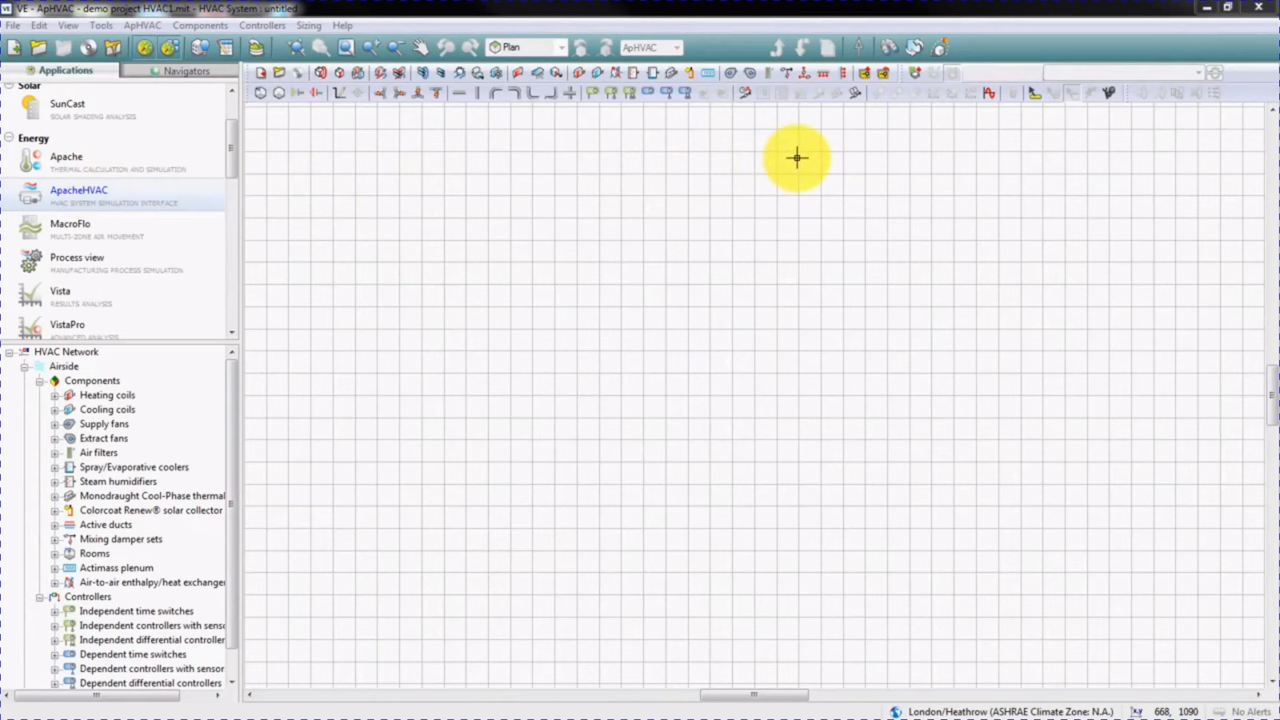 VE - ApHVAC - demo project HVAC1.mit - HVAC System : untitled
File Edit View Tools ApHVAC Components Controllers Sizing Help
Plan ApHVAC
Applications Navigators
Solar
SunCast
SOLAR SHADING ANALYSIS
Energy
Apache
THERMAL CALCULATION AND SIMULATION
ApacheHVAC
HVAC SYSTEM SIMULATION INTERFACE
MacroFlo
MULTI-ZONE AIR MOVEMENT
Process view
MANUFACTURING PROCESS SIMULATION
Vista
RESULTS ANALYSIS
VistaPro
ADVANCED ANALYSIS
HVAC Network
Airside
Components
Heating coils
Cooling coils
Supply fans
Extract fans
Air filters
Spray/Evaporative coolers
Steam humidifiers
Monodraught Cool-Phase thermal
Colorcoat Renew® solar collector
Active ducts
Mixing damper sets
Rooms
Actimass plenum
Air-to-air enthalpy/heat exchanger
Controllers
Independent time switches
Independent controllers with senso
Independent differential controller
Dependent time switches
Dependent controllers with sensor
Dependent differential controllers
London/Heathrow (ASHRAE Climate Zone: N.A.) 668, 1090 No Alerts